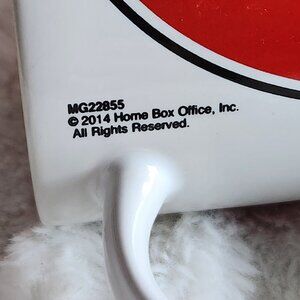 MG22855
© 2014 Home Box Office, Inc.
All Rights Reserved.